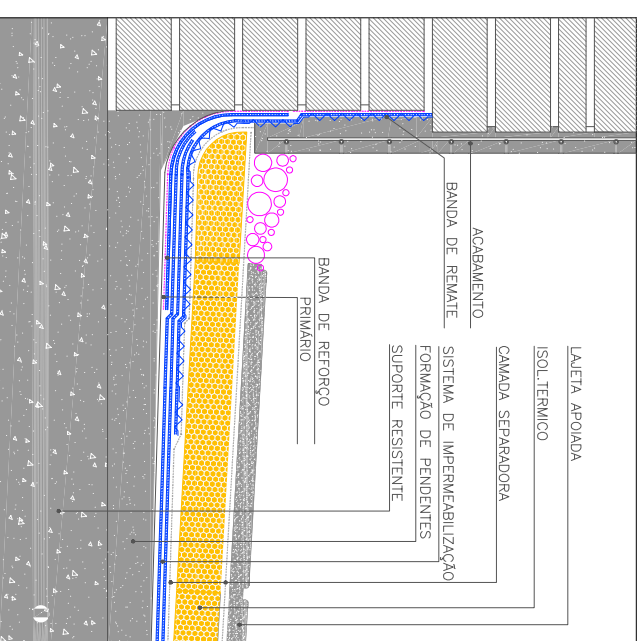 ACABAMENTO
BANDA DE REMATE
BANDA DE REFORÇO
PRIMÁRIO
LAJETA APOIADA
ISOL.TERMICO
CAMADA SEPARADORA
SISTEMA DE IMPERMEABILIZAÇÃO
FORMAÇÃO DE PENDENTES
SUPORTE RESISTENTE